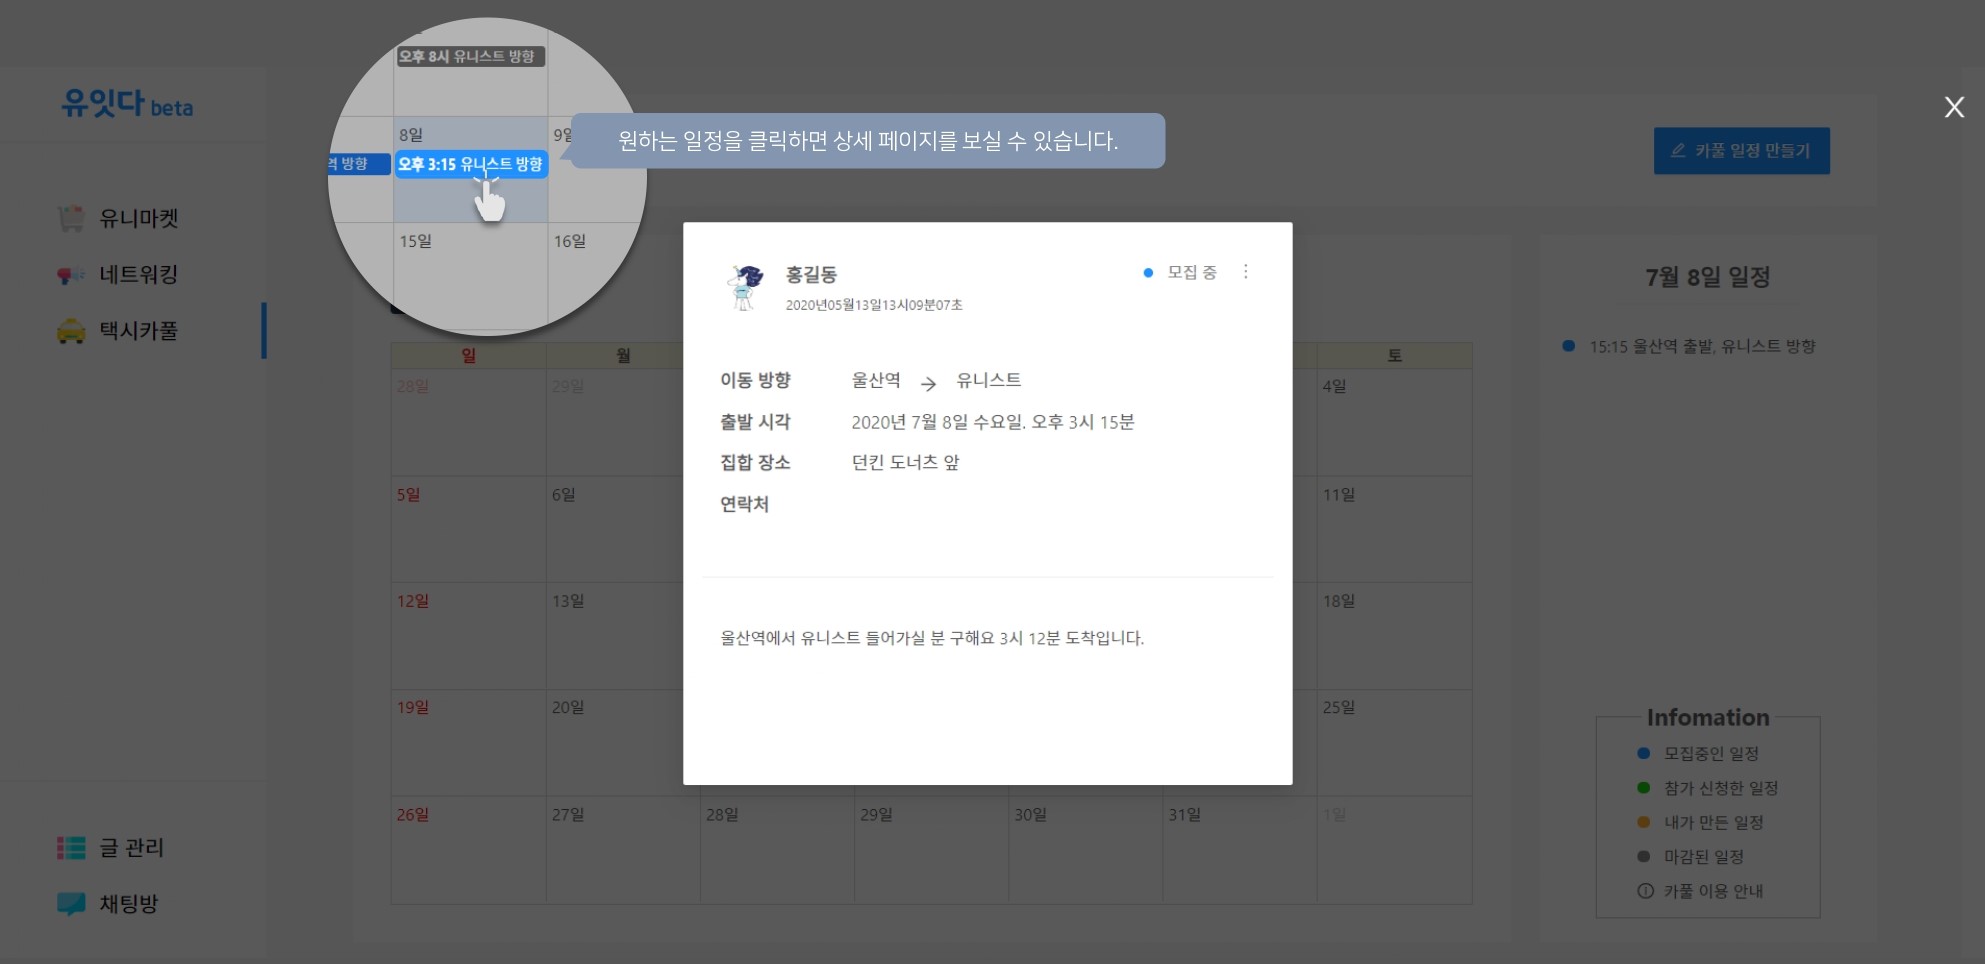 오후 8시 유니스트 방향
유잇다 beta
8일
9일
역 방향
오후 3:15 유니스트 방향
15일
16일
원하는 일정을 클릭하면 상세 페이지를 보실 수 있습니다.
X
카풀 일정 만들기
유니마켓
네트워킹
택시카풀
글 관리
채팅방
홍길동
2020년05월13일13시09분07초
모집 중
이동 방향 울산역 → 유니스트
출발 시각 2020년 7월 8일 수요일. 오후 3시 15분
집합 장소 던킨 도너츠 앞
연락처
울산역에서 유니스트 들어가실 분 구해요 3시 12분 도착입니다.
일 월 토
28일 29일 4일
5일 6일 11일
12일 13일 18일
19일 20일 25일
26일 27일 28일 29일 30일 31일 1일
7월 8일 일정
15:15 울산역 출발, 유니스트 방향
Infomation
모집중인 일정
참가 신청한 일정
내가 만든 일정
마감된 일정
카풀 이용 안내